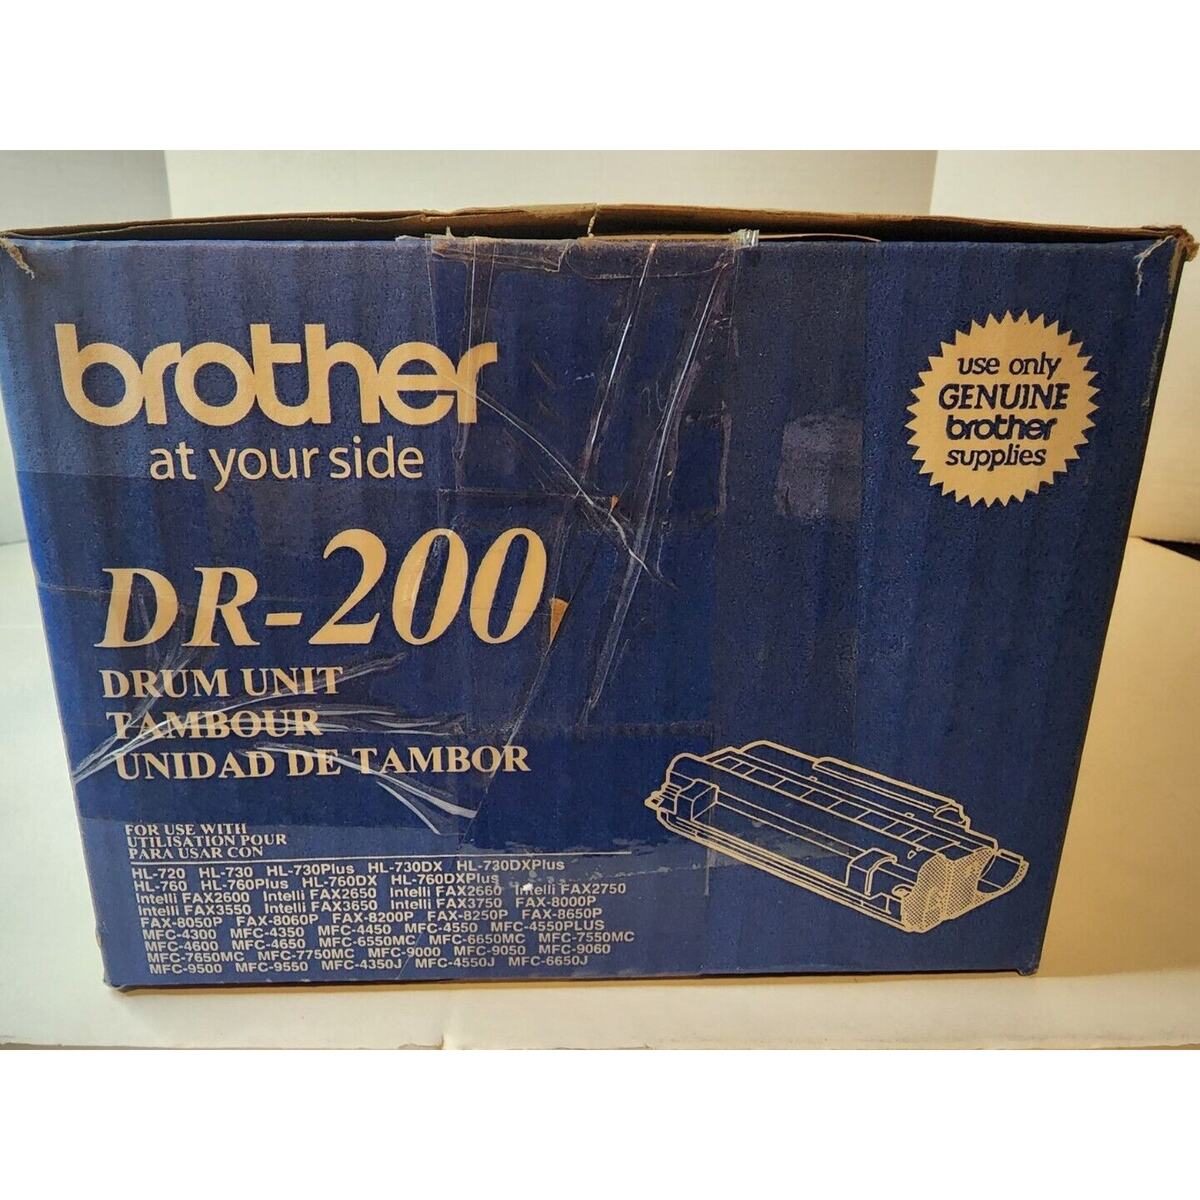 brother
at your side
use only
GENUINE
brother
supplies
DR-200
DRUM UNIT
TAMBOUR
UNIDAD DE TAMBOR
FOR USE WITH
UTILISATION POUR
PARA USAR CON
HL-720 HL-730 HL-730Plus HL-730DX HL-730DXPlus
HL-760 HL-760Plus HL-760DX HL-760DXPlus
Intelli FAX2600 Intelli FAX2650 Intelli FAX2660 Intelli FAX2750
Intelli FAX3550 Intelli FAX3650 Intelli FAX3750 FAX-8000P
FAX-8050P FAX-8060P FAX-8200P FAX-8250P FAX-8650P
MFC-4300 MFC-4350 MFC-4450 MFC-4550 MFC-4550PLUS
MFC-4600 MFC-4650 MFC-6550MC MFC-6650MC MFC-7550MC
MFC-7650MC MFC-7750MC MFC-9000 MFC-9050 MFC-9060
MFC-9500 MFC-9550 MFC-4350J MFC-4550J MFC-6650J